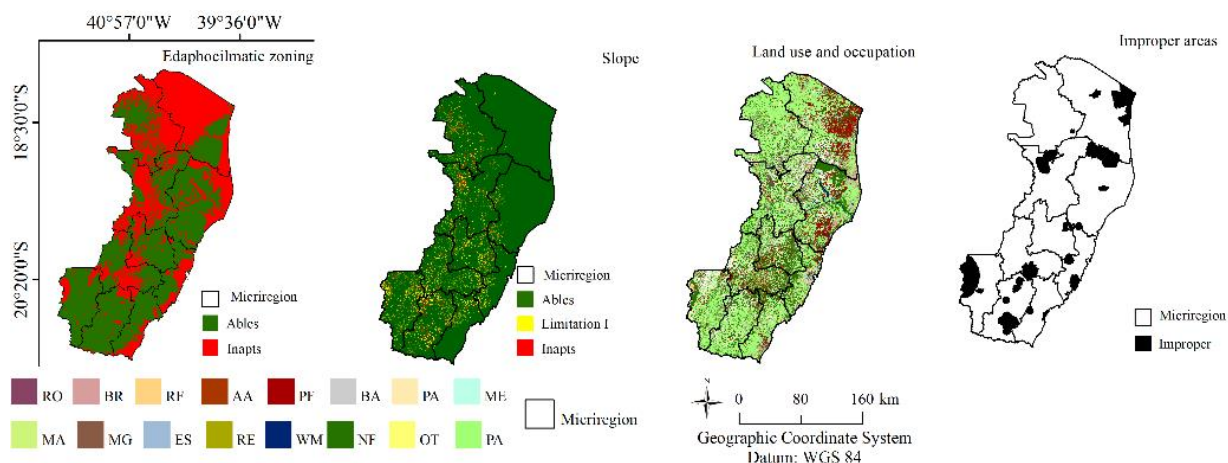 40°57'0"W 39°36'0"W
Edaphocilmatic zoning
Slope
Land use and occupation
Improper areas
18°30'0"S
20°20'0"S
Micriregion
Ables
Inapts
Micriregion
Ables
Limitation I
Inapts
Micriregion
Improper
RO BR RF AA PF BA PA ME
MA MG ES RE WM NF OT PA
Micriregion
N
0 80 160 km
Geographic Coordinate System
Datum: WGS 84